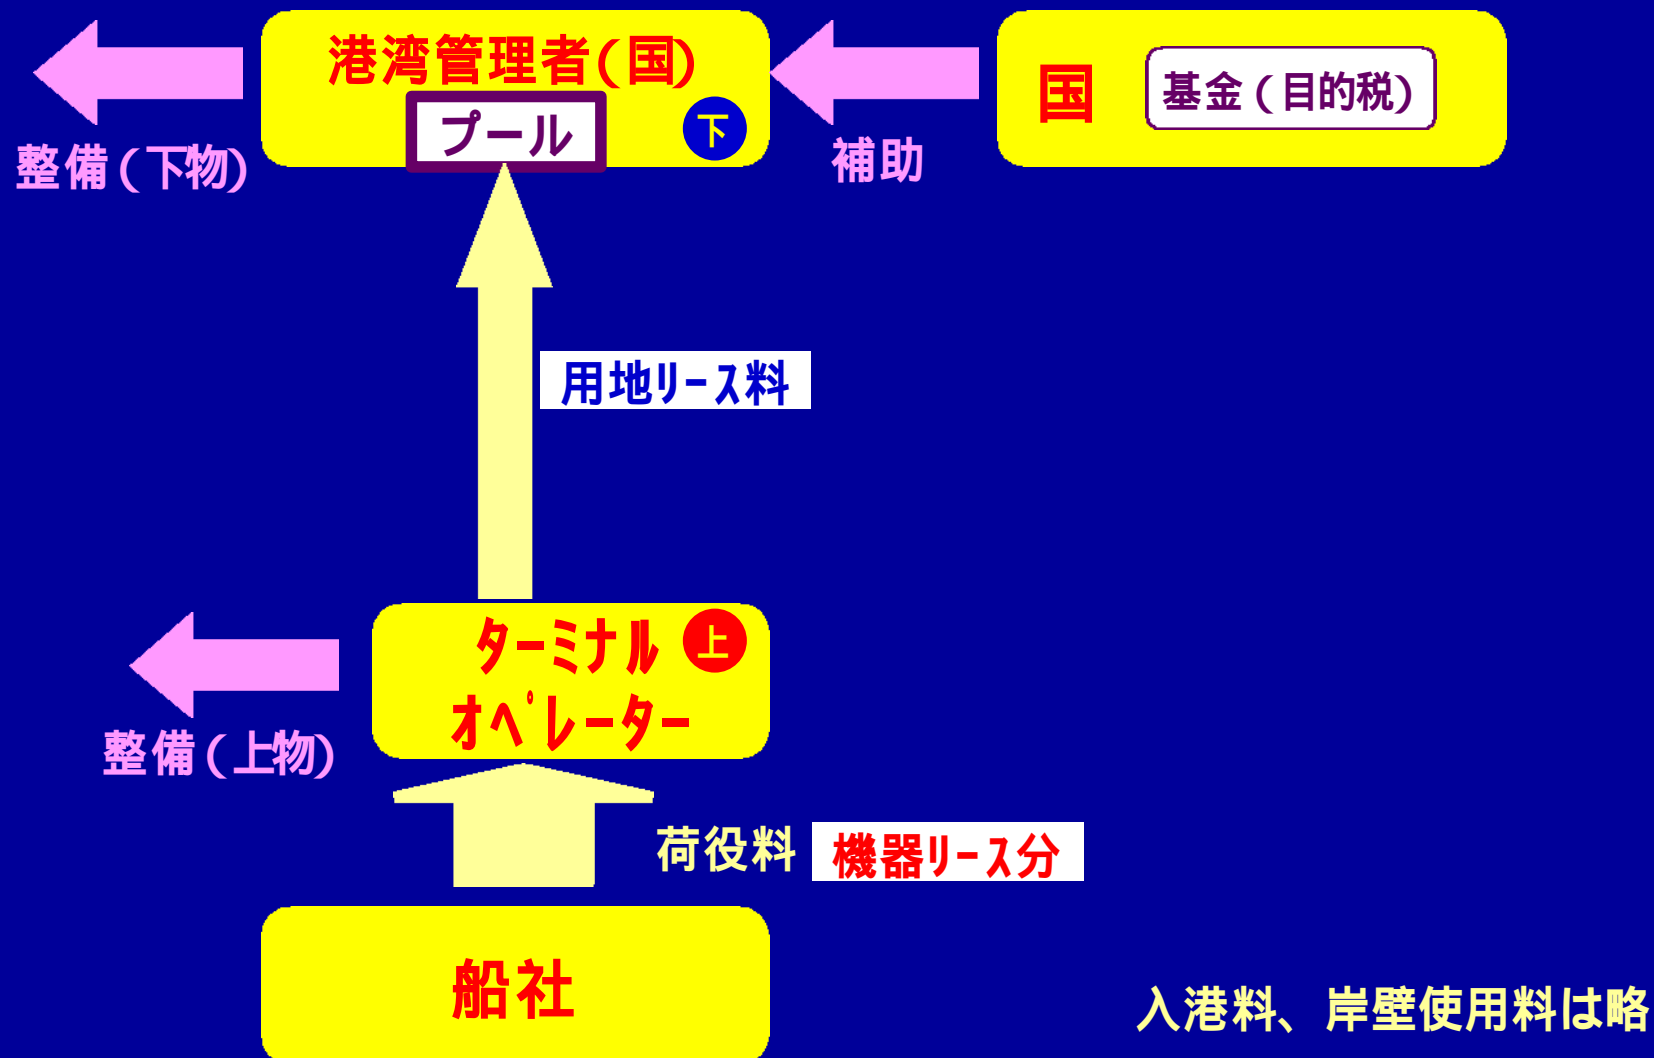 港湾管理者(国)
プール
下
整備(下物)
補助
国
基金(目的税)
用地ﾘｰｽ料
ﾀｰﾐﾅﾙ
ｵﾍﾟﾚｰﾀｰ
上
整備(上物)
荷役料
機器ﾘｰｽ分
船社
入港料、岸壁使用料は略